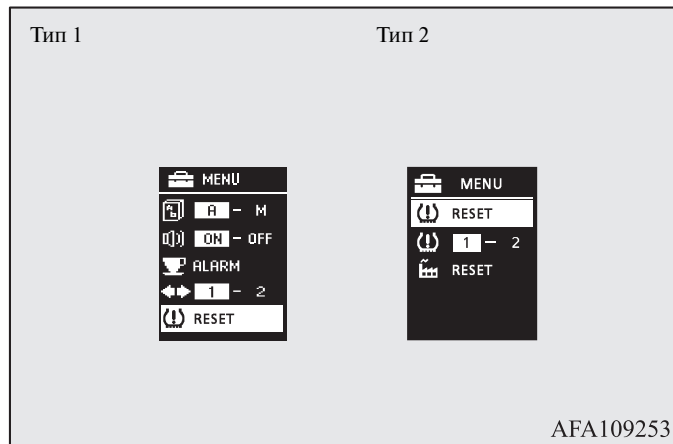 Тип 1
Тип 2
MENU
A - M
ON - OFF
ALARM
1 - 2
RESET
MENU
RESET
1 - 2
RESET
AFA109253